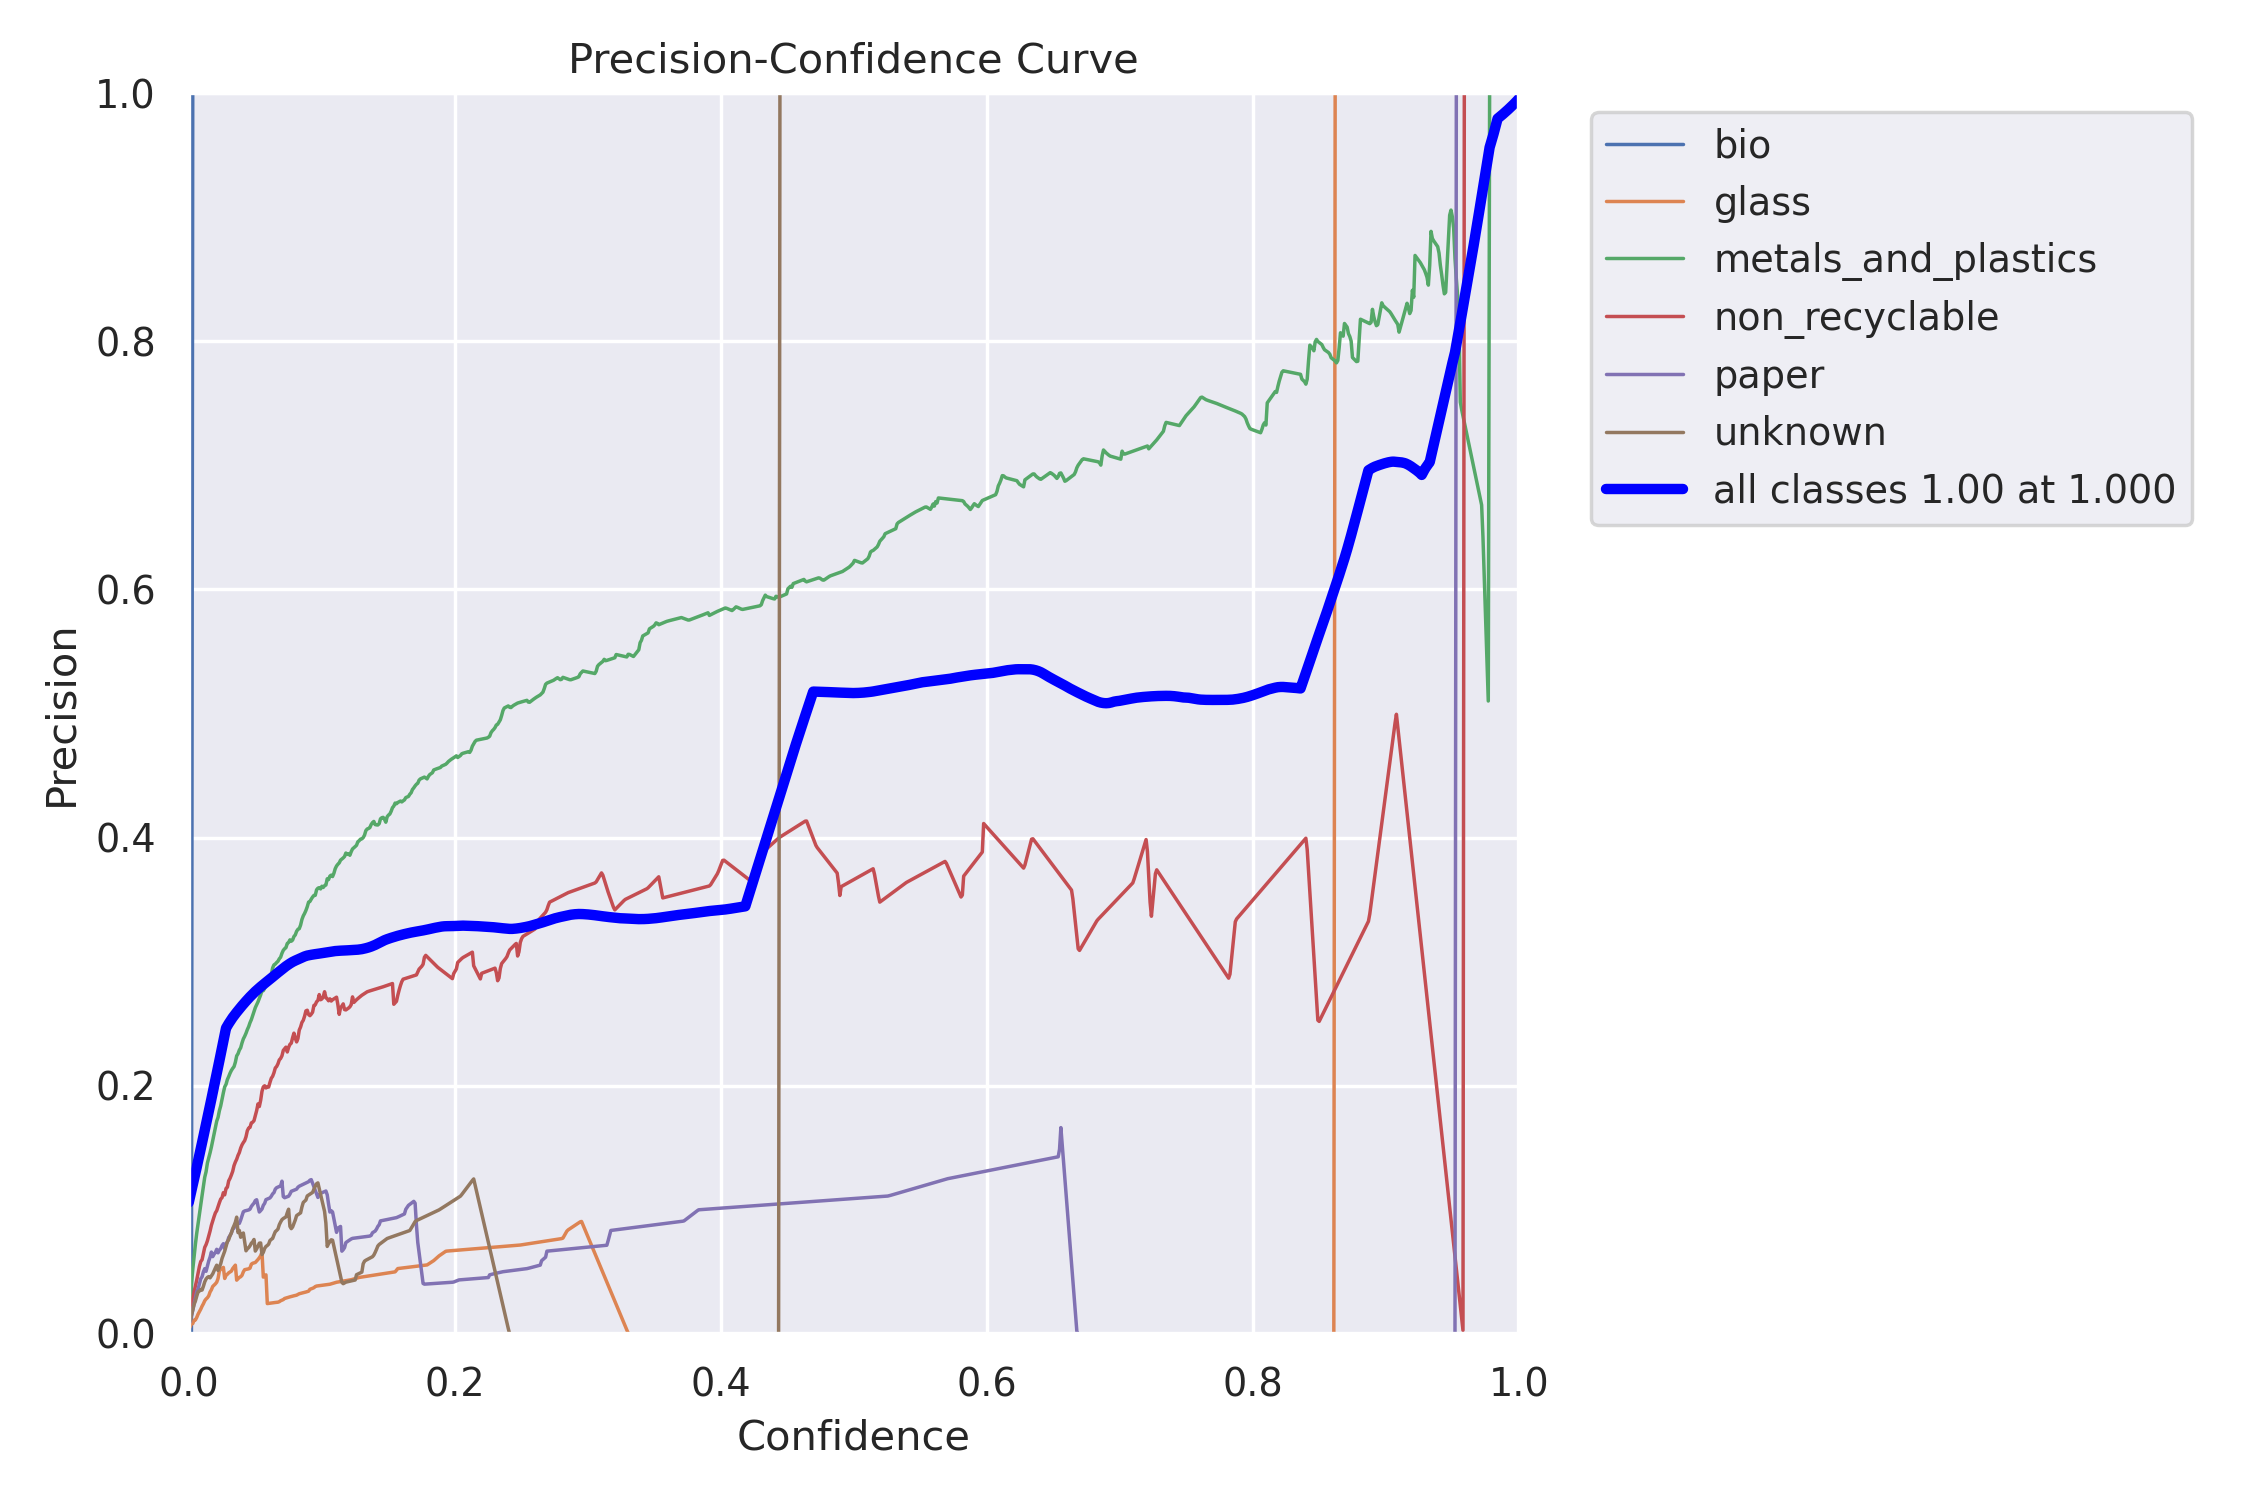 Precision-Confidence Curve
Precision
1.0
0.8
0.6
0.4
0.2
0.0
0.0 0.2 0.4 0.6 0.8 1.0
Confidence
bio
glass
metals_and_plastics
non_recyclable
paper
unknown
all classes 1.00 at 1.000